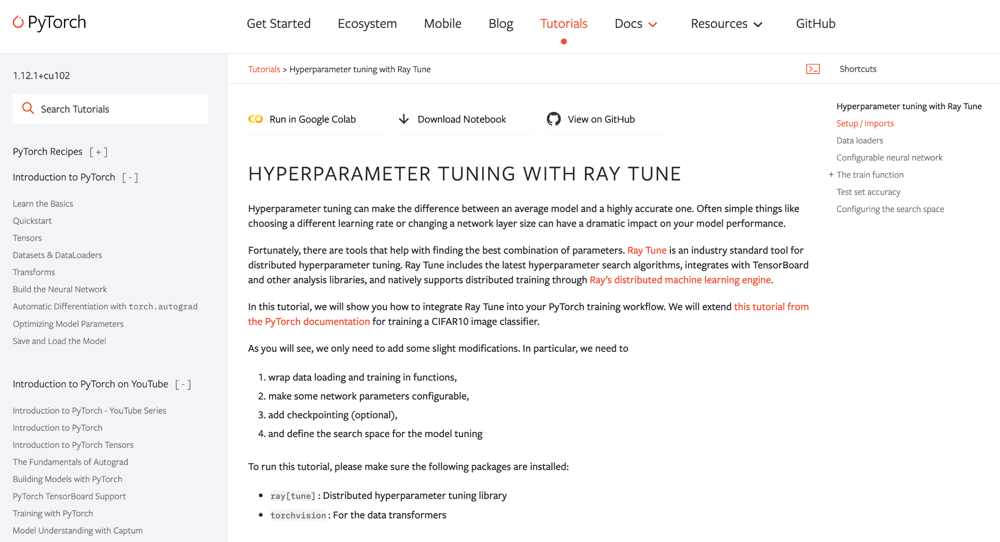 PyTorch
Get Started
Ecosystem
Mobile
Blog
Tutorials
Docs
Resources
GitHub
1.12.1+cu102
Search Tutorials
PyTorch Recipes [ + ]
Introduction to PyTorch [ - ]
Learn the Basics
Quickstart
Tensors
Datasets & DataLoaders
Transforms
Build the Neural Network
Automatic Differentiation with torch.autograd
Optimizing Model Parameters
Save and Load the Model
Introduction to PyTorch on YouTube [ - ]
Introduction to PyTorch - YouTube Series
Introduction to PyTorch
Introduction to PyTorch Tensors
The Fundamentals of Autograd
Building Models with PyTorch
PyTorch TensorBoard Support
Training with PyTorch
Model Understanding with Captum
Tutorials > Hyperparameter tuning with Ray Tune
Run in Google Colab
Download Notebook
View on GitHub
HYPERPARAMETER TUNING WITH RAY TUNE
Hyperparameter tuning can make the difference between an average model and a highly accurate one. Often simple things like
choosing a different learning rate or changing a network layer size can have a dramatic impact on your model performance.
Fortunately, there are tools that help with finding the best combination of parameters. Ray Tune is an industry standard tool for
distributed hyperparameter tuning. Ray Tune includes the latest hyperparameter search algorithms, integrates with TensorBoard
and other analysis libraries, and natively supports distributed training through Ray's distributed machine learning engine.
In this tutorial, we will show you how to integrate Ray Tune into your PyTorch training workflow. We will extend this tutorial from
the PyTorch documentation for training a CIFAR10 image classifier.
As you will see, we only need to add some slight modifications. In particular, we need to
1. wrap data loading and training in functions,
2. make some network parameters configurable,
3. add checkpointing (optional),
4. and define the search space for the model tuning
To run this tutorial, please make sure the following packages are installed:
• ray[tune] : Distributed hyperparameter tuning library
• torchvision : For the data transformers
Shortcuts
Hyperparameter tuning with Ray Tune
Setup / Imports
Data loaders
Configurable neural network
+ The train function
Test set accuracy
Configuring the search space